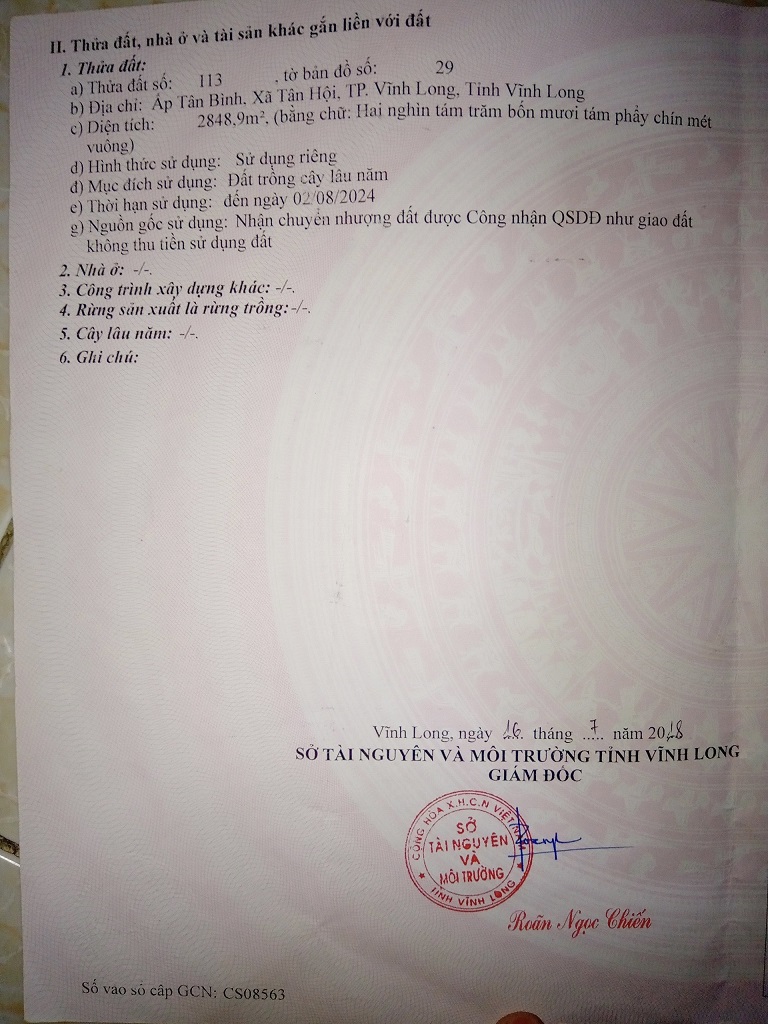 II. Thửa đất, nhà ở và tài sản khác gắn liền với đất
1. Thửa đất:
a) Thửa đất số: 113 , tờ bản đồ số: 29
b) Địa chỉ: Ấp Tân Bình, Xã Tân Hội, TP. Vĩnh Long, Tỉnh Vĩnh Long
c) Diện tích: 2848,9m², (bằng chữ: Hai nghìn tám trăm bốn mươi tám phẩy chín mét
vuông)
d) Hình thức sử dụng: Sử dụng riêng
đ) Mục đích sử dụng: Đất trồng cây lâu năm
e) Thời hạn sử dụng: đến ngày 02/08/2024
g) Nguồn gốc sử dụng: Nhận chuyển nhượng đất được Công nhận QSDĐ như giao đất
không thu tiền sử dụng đất
2. Nhà ở: -/-.
3. Công trình xây dựng khác: -/-.
4. Rừng sản xuất là rừng trồng: -/-.
5. Cây lâu năm: -/-.
6. Ghi chú:
Vĩnh Long, ngày 16 tháng 7 năm 2018
SỞ TÀI NGUYÊN VÀ MÔI TRƯỜNG TỈNH VĨNH LONG
GIÁM ĐỐC
CỘNG HÒA X.H.C.N VIỆT NAM
SỞ
TÀI NGUYÊN
VÀ
MÔI TRƯỜNG
TỈNH VĨNH LONG
Roãn Ngọc Chiến
Số vào sổ cấp GCN: CS08563